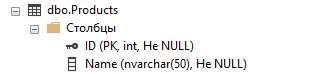 dbo.Products
Столбцы
ID (PK, int, Не NULL)
Name (nvarchar(50), Не NULL)